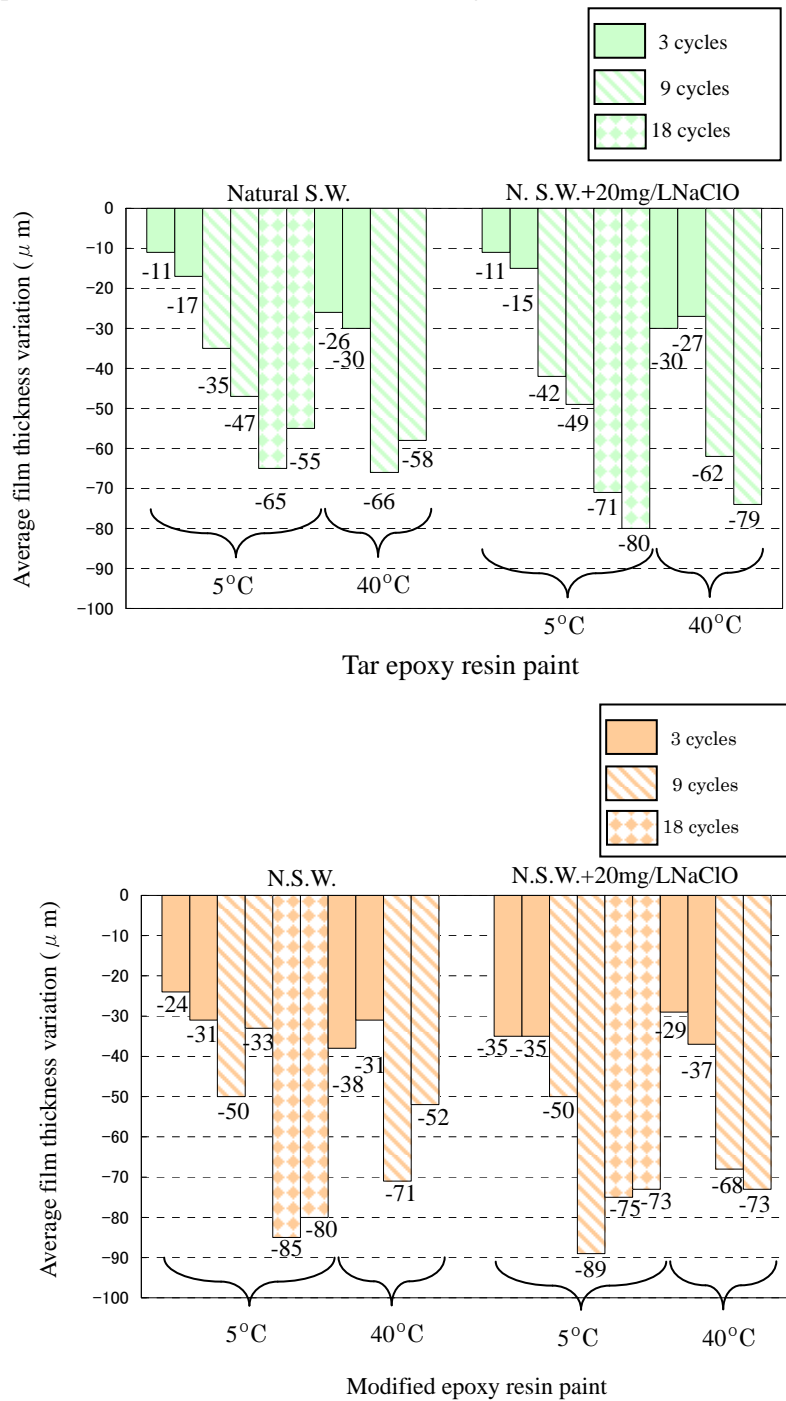 3 cycles
9 cycles
18 cycles
Natural S.W.
N. S.W.+20mg/LNaClO
Average film thickness variation ( μ m)
0
-10
-20
-30
-40
-50
-60
-70
-80
-90
-100
-11
-17
-35
-47
-65
-55
-26
-30
-66
-58
-11
-15
-42
-49
-71
-80
-30
-27
-62
-79
5°C
40°C
5°C
40°C
Tar epoxy resin paint
3 cycles
9 cycles
18 cycles
N.S.W.
N.S.W.+20mg/LNaClO
Average film thickness variation ( μ m)
0
-10
-20
-30
-40
-50
-60
-70
-80
-90
-100
-24
-31
-50
-33
-85
-80
-38
-31
-71
-52
-35
-35
-50
-89
-75
-73
-29
-37
-68
-73
5°C
40°C
5°C
40°C
Modified epoxy resin paint